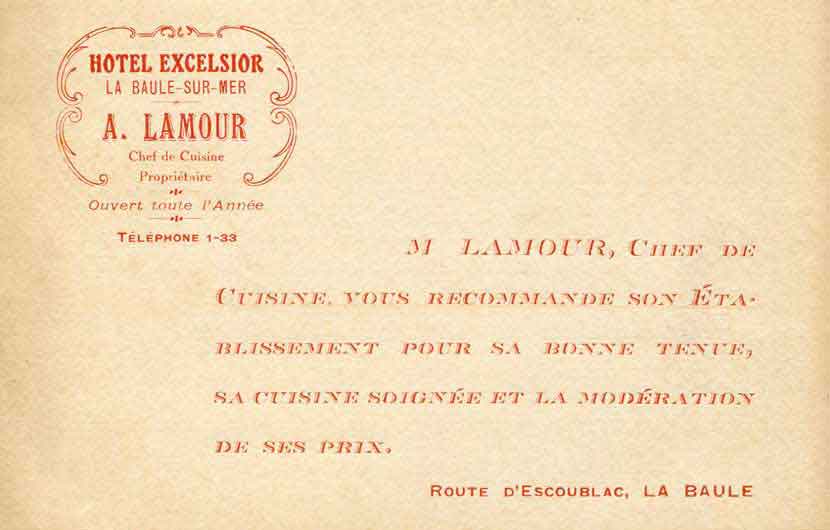 HOTEL EXCELSIOR
LA BAULE-SUR-MER
A. LAMOUR
Chef de Cuisine
Propriétaire
Ouvert toute l'Année
TÉLÉPHONE 1-33
M LAMOUR, CHEF DE
CUISINE, VOUS RECOMMANDE SON ÉTA-
BLISSEMENT POUR SA BONNE TENUE,
SA CUISINE SOIGNÉE ET LA MODÉRATION
DE SES PRIX.
ROUTE D'ESCOUBLAC, LA BAULE